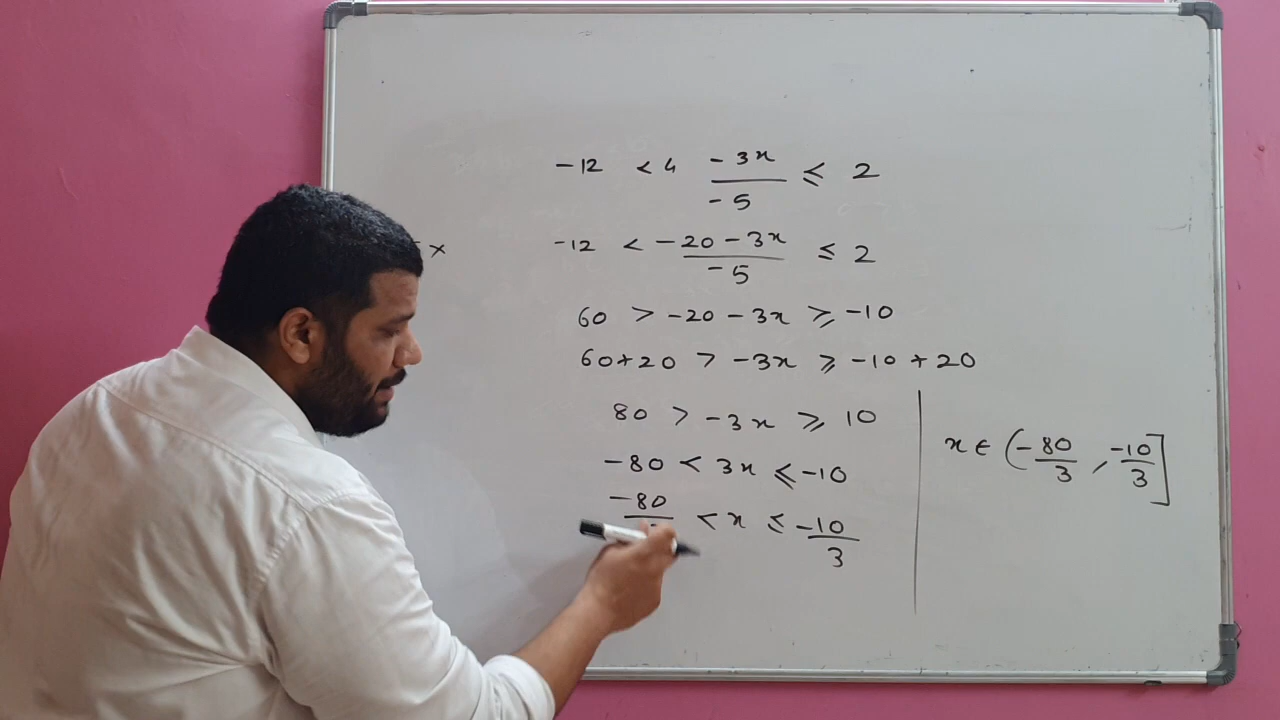 -12 < 4 -3x/-5 ≤ 2
x
-12 < -20-3x/-5 ≤ 2
60 > -20-3x ≥ -10
60+20 > -3x ≥ -10+20
80 > -3x ≥ 10
-80 < 3x ≤ -10
-80 < x ≤ -10/3
x ∈ (-80/3, -10/3]